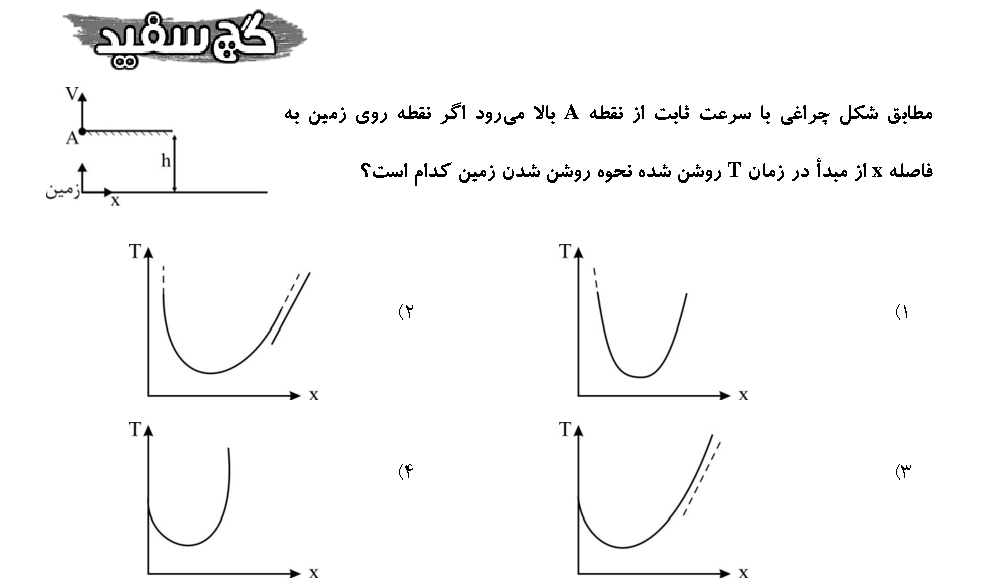 گچ سفید
مطابق شکل چراغی با سرعت ثابت از نقطه A بالا می‌رود اگر نقطه روی زمین به
فاصله x از مبدأ در زمان T روشن شده نحوه روشن شدن زمین کدام است؟
V
A
h
زمین
x
T
x
(۱
T
x
(۲
T
x
(۳
T
x
(۴